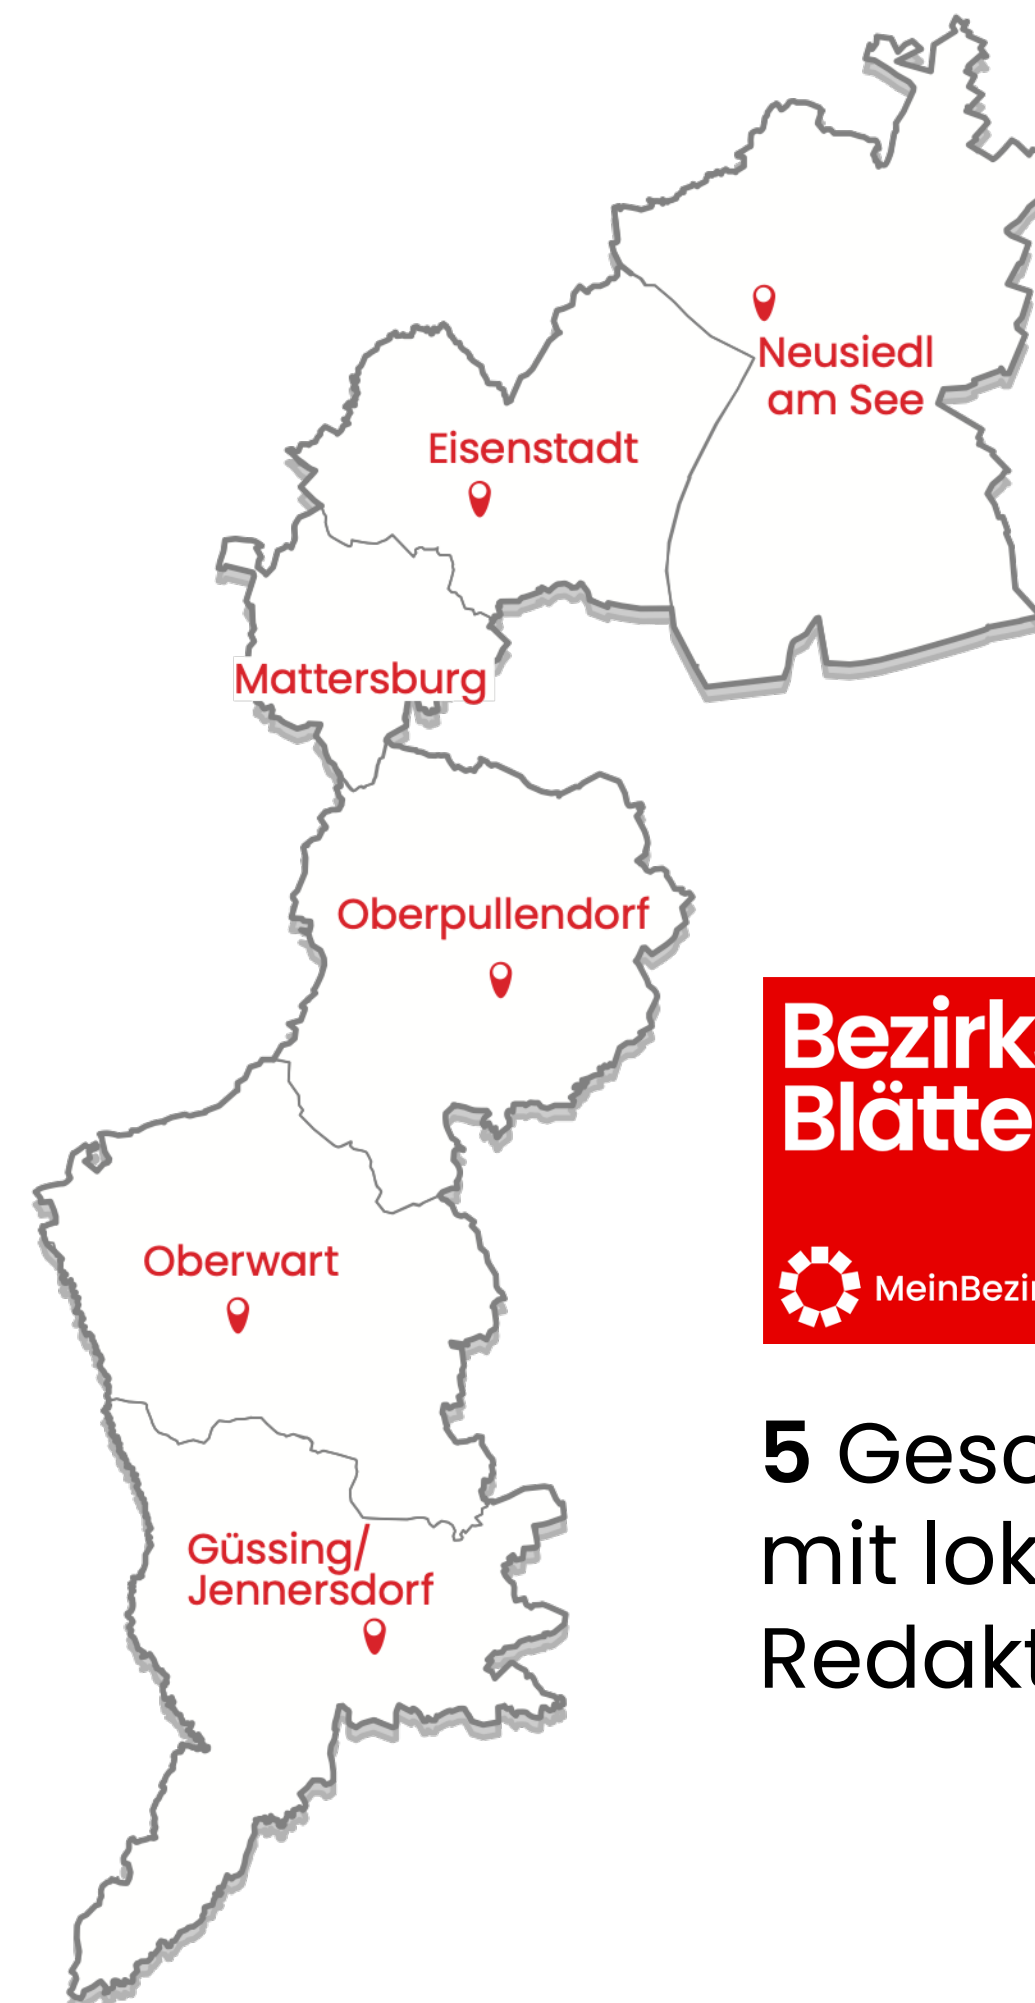 Neusiedl
am See
Eisenstadt
Mattersburg
Oberpullendorf
Bezirk
Blätte
MeinBezi
Oberwart
5 Gesc
mit lok
Redakt
Güssing/
Jennersdorf